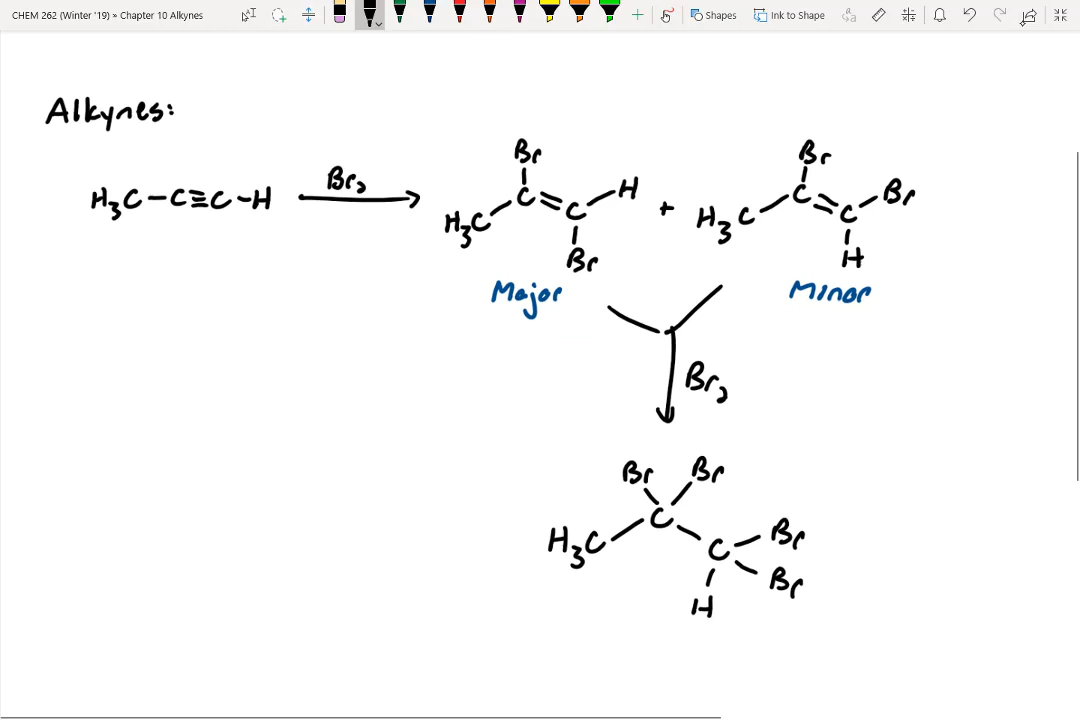 CHEM 262 (Winter '19) » Chapter 10 Alkynes
Shapes
Ink to Shape
Alkynes:
H₃C-C≡C-H
Br₂
Br
H₃C
C=C
H
Br
Major
+
Br
H₃C
C=C
Br
H
Minor
Br₂
Br Br
H₃C
C
C
Br
Br
H